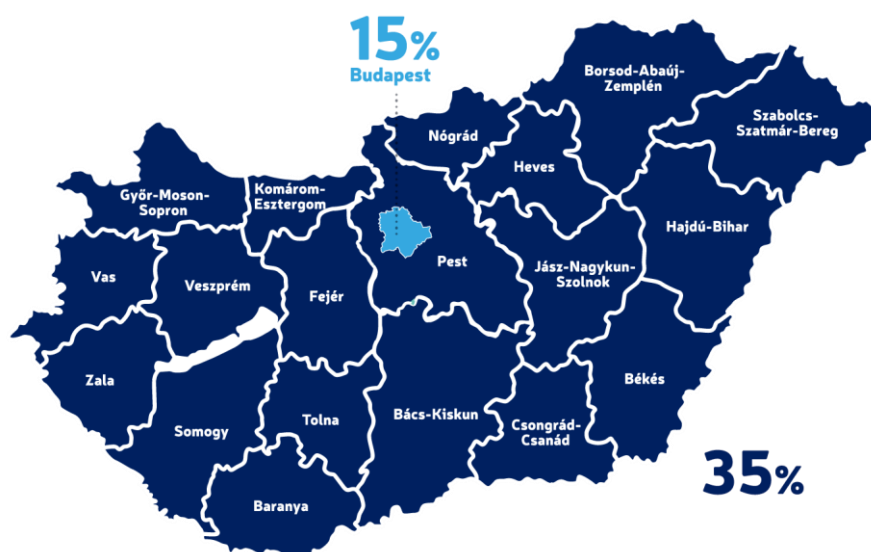 15%
Budapest
Borsod-Abaúj-
Zemplén
Szabolcs-
Szatmár-Bereg
Nógrád
Heves
Győr-Moson-
Sopron
Komárom-
Esztergom
Hajdú-Bihar
Pest
Jász-Nagykun-
Szolnok
Vas
Veszprém
Fejér
Zala
Békés
Somogy
Tolna
Bács-Kiskun
Csongrád-
Csanád
35%
Baranya